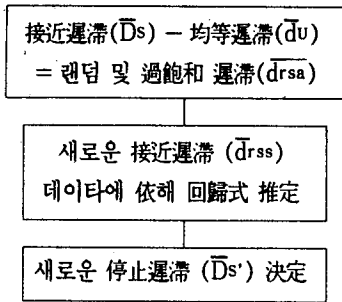 接近遲滯(D̅s) − 均等遲滯(d̅u)
= 랜덤 및 過飽和 遲滯(d̅r̅s̅a̅)
새로운 接近遲滯 (d̅rss)
데이타에 依해 回歸式 推定
새로운 停止遲滯 (D̅s') 決定